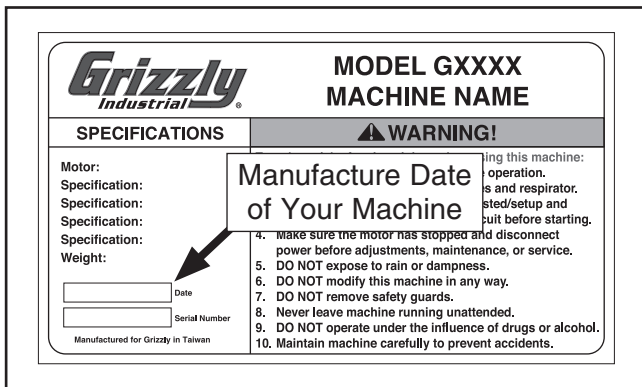 Grizzly
Industrial ®
MODEL GXXXX
MACHINE NAME
SPECIFICATIONS
WARNING!
Motor:
Specification:
Specification:
Specification:
Specification:
Weight:
Date
Serial Number
Manufactured for Grizzly in Taiwan
Manufacture Date
of Your Machine
this machine:
operation.
and respirator.
and
before starting.
4. Make sure the motor has stopped and disconnect
power before adjustments, maintenance, or service.
5. DO NOT expose to rain or dampness.
6. DO NOT modify this machine in any way.
7. DO NOT remove safety guards.
8. Never leave machine running unattended.
9. DO NOT operate under the influence of drugs or alcohol.
10. Maintain machine carefully to prevent accidents.